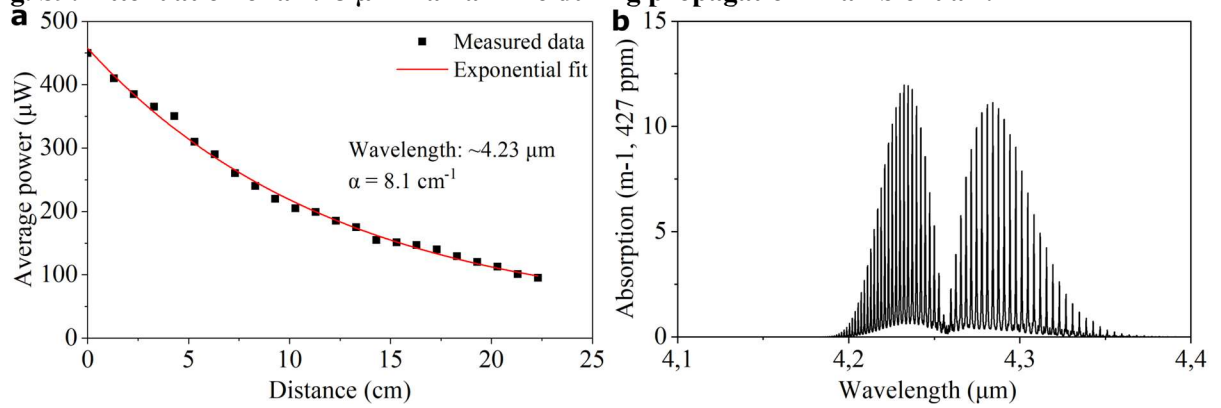 a
Measured data
Exponential fit
Wavelength: ~4.23 μm
α = 8.1 cm-1
Average power (μW)
500
400
300
200
100
0
0 5 10 15 20 25
Distance (cm)
b
Absorption (m-1, 427 ppm)
15
10
5
0
4,1 4,2 4,3 4,4
Wavelength (μm)